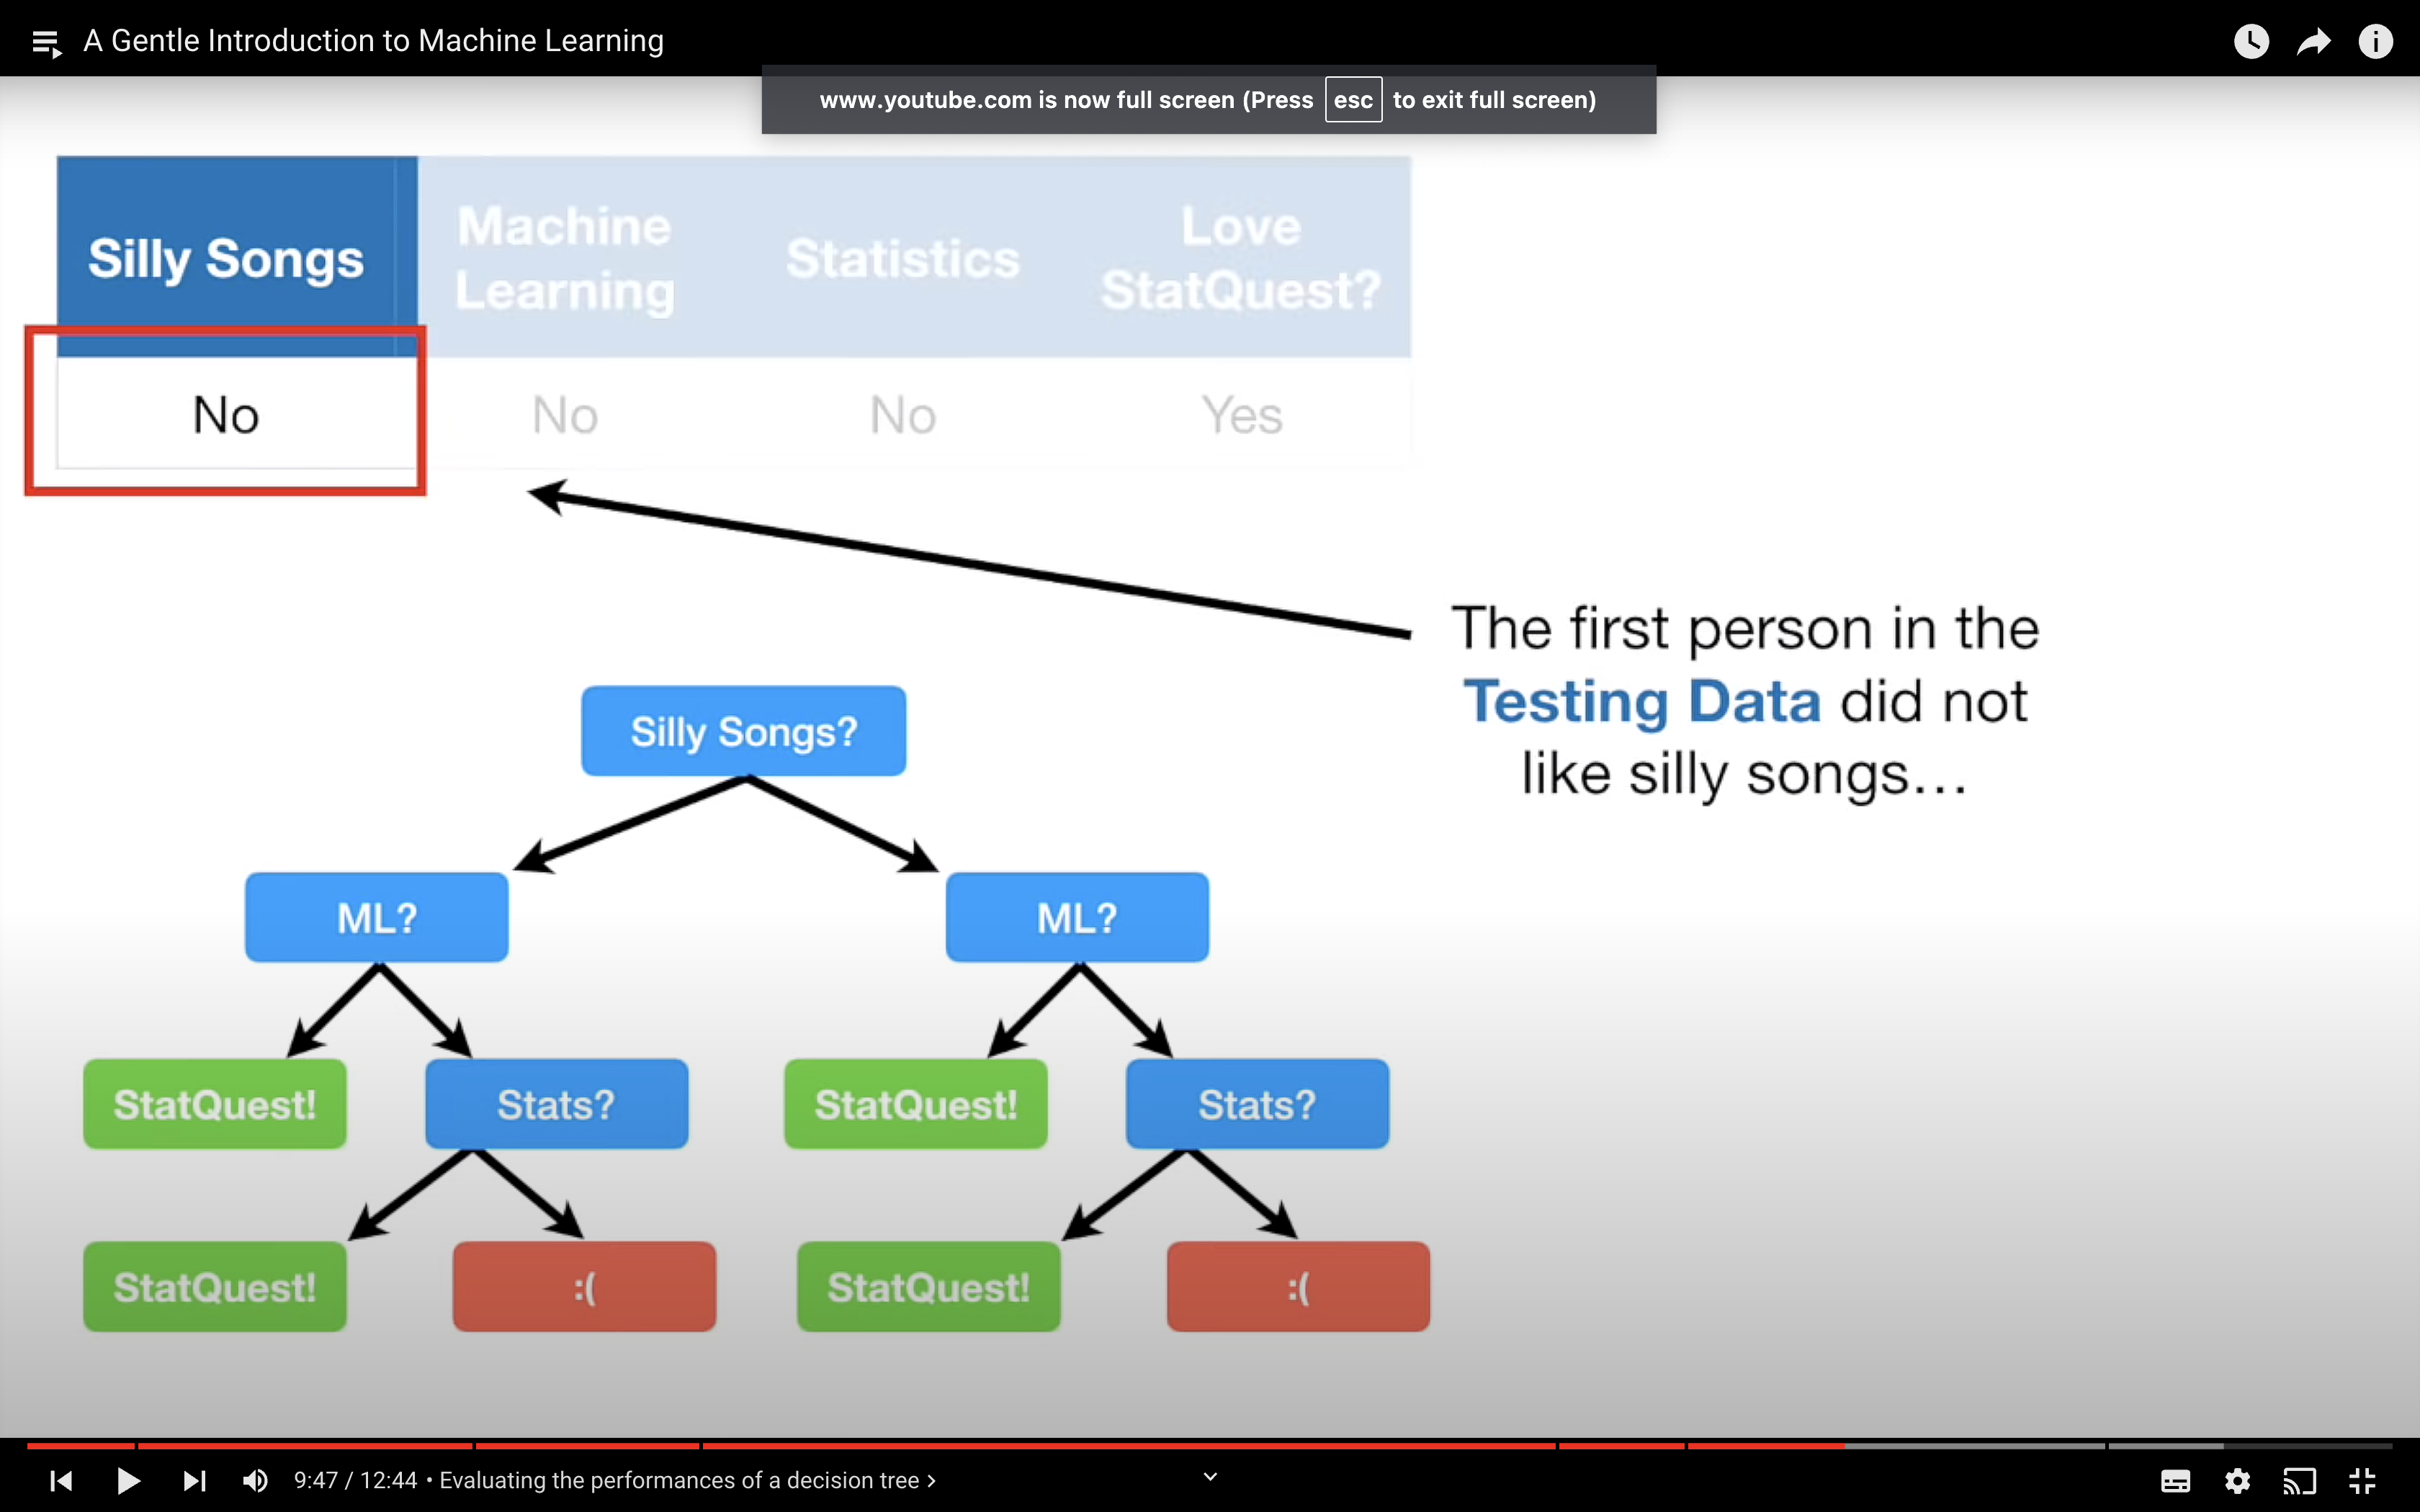 A Gentle Introduction to Machine Learning
www.youtube.com is now full screen (Press esc to exit full screen)
Silly Songs
Machine
Learning
Statistics
Love
StatQuest?
No No No Yes
The first person in the
Testing Data did not
like silly songs...
Silly Songs?
ML? ML?
StatQuest! Stats? StatQuest! Stats?
StatQuest! :( StatQuest! :(
9:47 / 12:44 • Evaluating the performances of a decision tree >